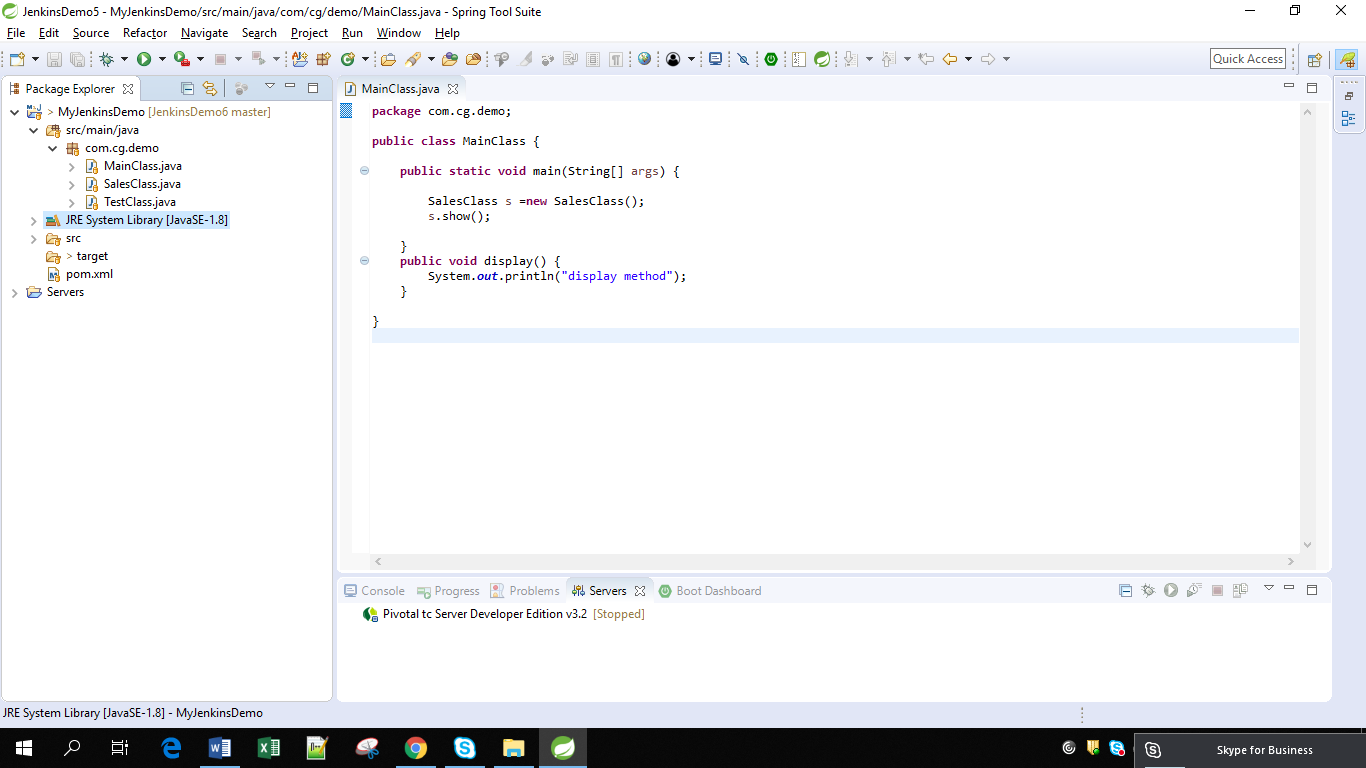 JenkinsDemo5 - MyJenkinsDemo/src/main/java/com/cg/demo/MainClass.java - Spring Tool Suite
File Edit Source Refactor Navigate Search Project Run Window Help
Quick Access
Package Explorer
> MyJenkinsDemo [JenkinsDemo6 master]
src/main/java
com.cg.demo
MainClass.java
SalesClass.java
TestClass.java
JRE System Library [JavaSE-1.8]
src
> target
pom.xml
Servers
MainClass.java
package com.cg.demo;
public class MainClass {
public static void main(String[] args) {
SalesClass s =new SalesClass();
s.show();
}
public void display() {
System.out.println("display method");
}
}
Console Progress Problems Servers Boot Dashboard
Pivotal tc Server Developer Edition v3.2 [Stopped]
JRE System Library [JavaSE-1.8] - MyJenkinsDemo
Skype for Business